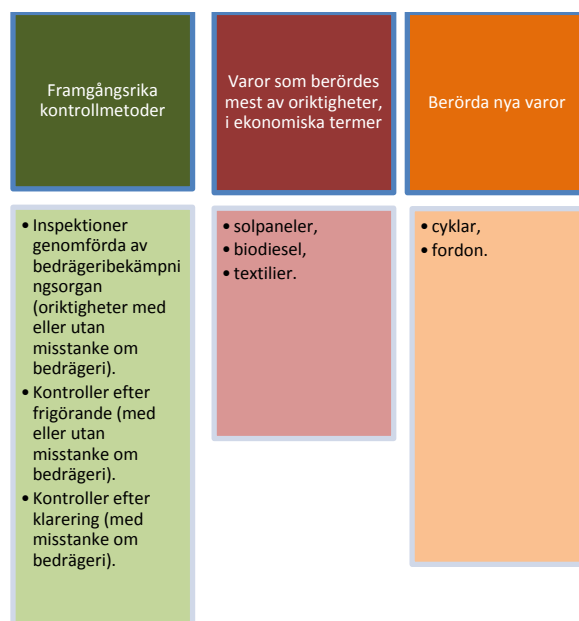 Framgångsrika
kontrollmetoder
• Inspektioner
genomförda av
bedrägeribekämpni
ngsorgan
(oriktigheter med
eller utan
misstanke om
bedrägeri).
• Kontroller efter
frigörande (med
eller utan
misstanke om
bedrägeri).
• Kontroller efter
klarering (med
misstanke om
bedrägeri).
Varor som berördes
mest av oriktigheter,
i ekonomiska termer
• solpaneler,
• biodiesel,
• textilier.
Berörda nya varor
• cyklar,
• fordon.